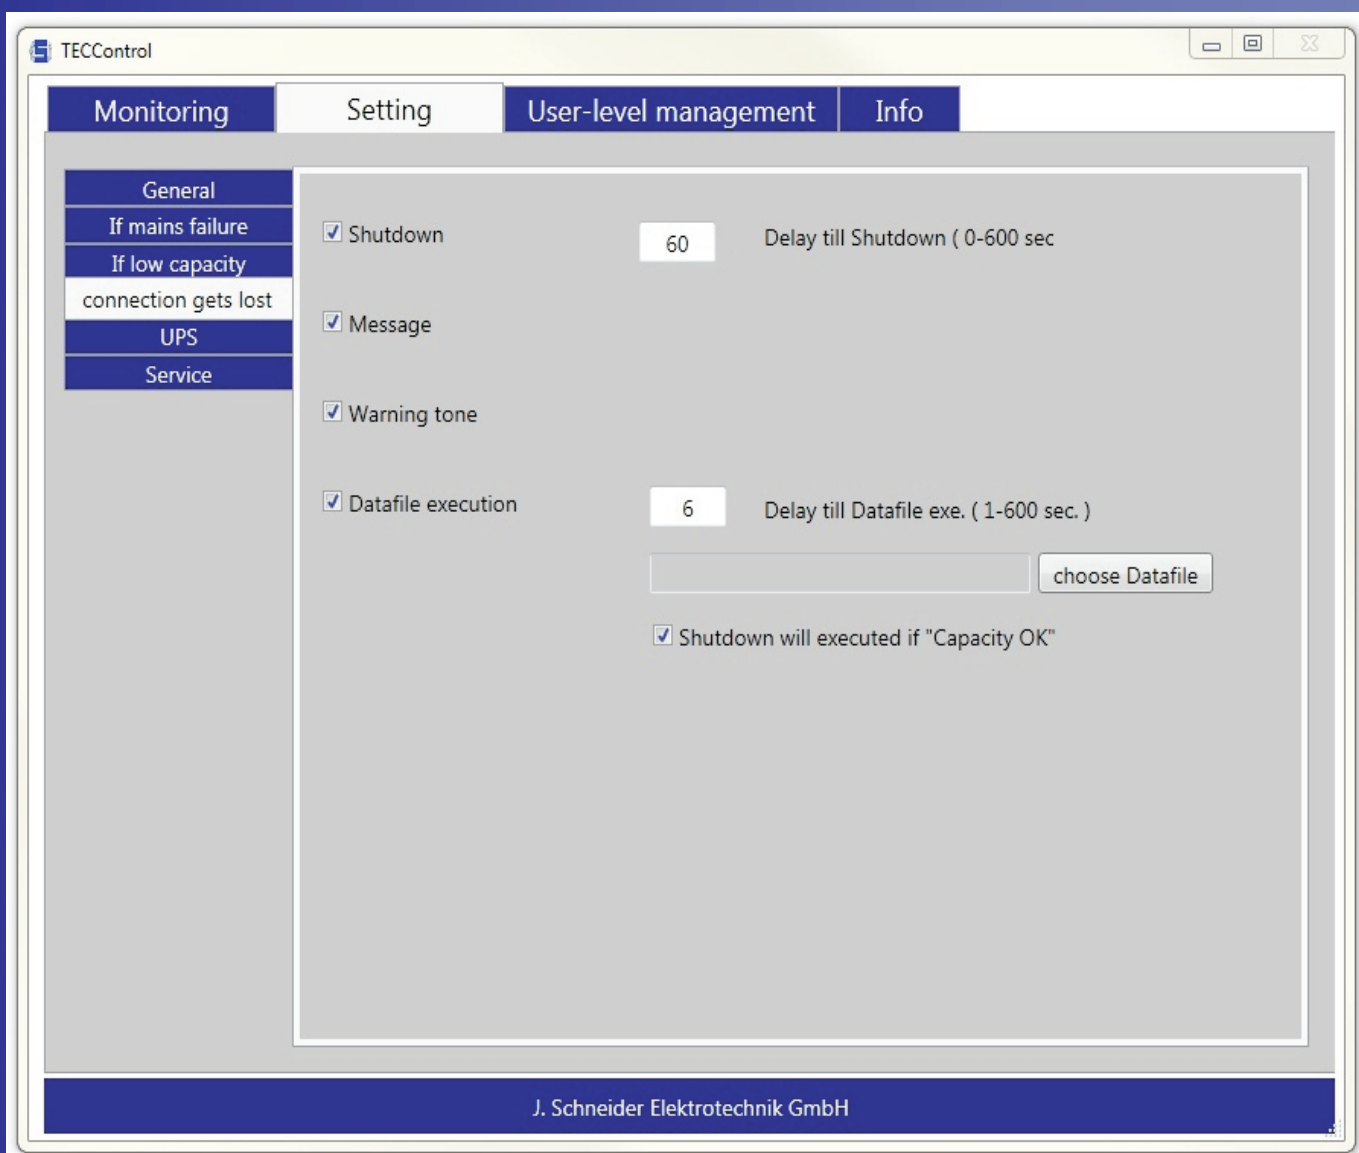 TECControl
Monitoring Setting User-level management Info
General
If mains failure
If low capacity
connection gets lost
UPS
Service
Shutdown 60 Delay till Shutdown ( 0-600 sec
Message
Warning tone
Datafile execution 6 Delay till Datafile exe. ( 1-600 sec. )
choose Datafile
Shutdown will executed if "Capacity OK"
J. Schneider Elektrotechnik GmbH